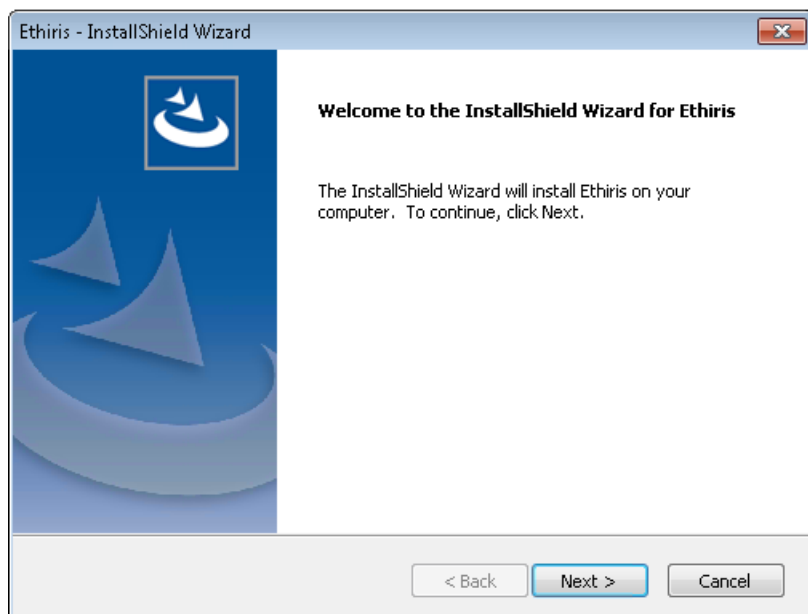 Ethiris - InstallShield Wizard
Welcome to the InstallShield Wizard for Ethiris
The InstallShield Wizard will install Ethiris on your
computer. To continue, click Next.
< Back
Next >
Cancel